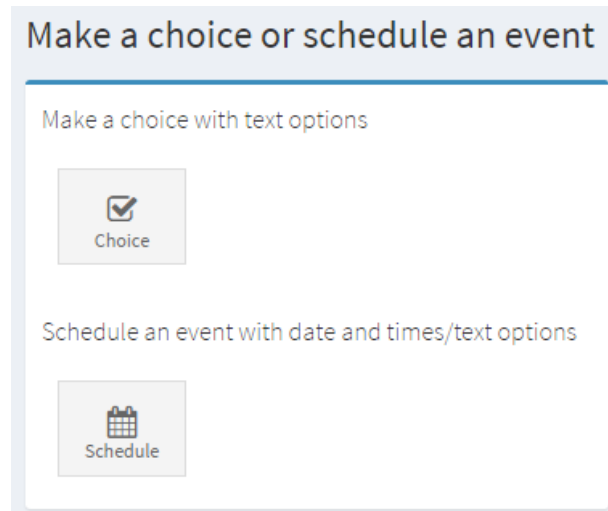 Make a choice or schedule an event
Make a choice with text options
Choice
Schedule an event with date and times/text options
Schedule